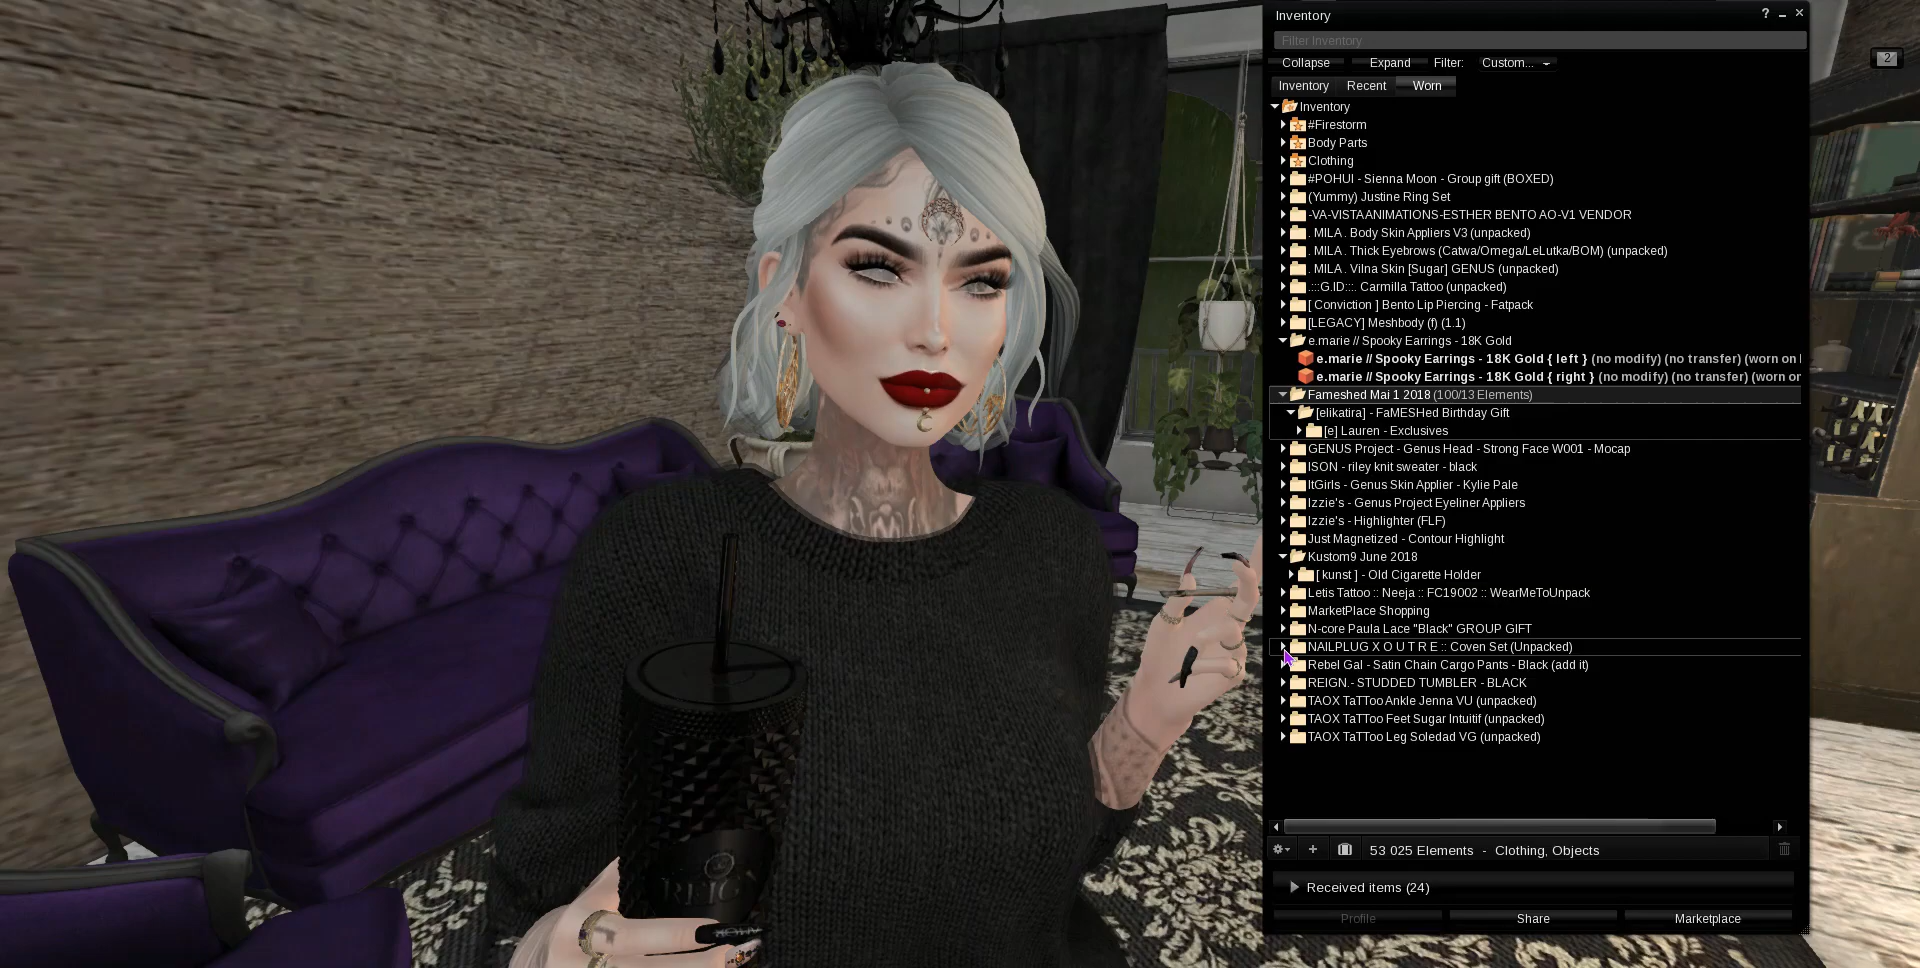 Inventory
?
2
Filter Inventory
Collapse Expand Filter: Custom...
Inventory Recent Worn
Inventory
#Firestorm
Body Parts
Clothing
#POHUI - Sienna Moon - Group gift (BOXED)
(Yummy) Justine Ring Set
-VA-VISTAANIMATIONS-ESTHER BENTO AO-V1 VENDOR
. MILA . Body Skin Appliers V3 (unpacked)
. MILA . Thick Eyebrows (Catwa/Omega/LeLutka/BOM) (unpacked)
. MILA . Vilna Skin [Sugar] GENUS (unpacked)
.:::G.ID:::. Carmilla Tattoo (unpacked)
[ Conviction ] Bento Lip Piercing - Fatpack
[LEGACY] Meshbody (f) (1.1)
e.marie // Spooky Earrings - 18K Gold
e.marie // Spooky Earrings - 18K Gold { left } (no modify) (no transfer) (worn on
e.marie // Spooky Earrings - 18K Gold { right } (no modify) (no transfer) (worn on
Fameshed Mai 1 2018 (100/13 Elements)
[elikatira] - FaMESHed Birthday Gift
[e] Lauren - Exclusives
GENUS Project - Genus Head - Strong Face W001 - Mocap
ISON - riley knit sweater - black
ItGirls - Genus Skin Applier - Kylie Pale
Izzie's - Genus Project Eyeliner Appliers
Izzie's - Highlighter (FLF)
Just Magnetized - Contour Highlight
Kustom9 June 2018
[ kunst ] - Old Cigarette Holder
Letis Tattoo :: Neeja :: FC19002 :: WearMeToUnpack
MarketPlace Shopping
N-core Paula Lace "Black" GROUP GIFT
NAILPLUG X O U T R E :: Coven Set (Unpacked)
Rebel Gal - Satin Chain Cargo Pants - Black (add it)
REIGN.- STUDDED TUMBLER - BLACK
TAOX TaTToo Ankle Jenna VU (unpacked)
TAOX TaTToo Feet Sugar Intuitif (unpacked)
TAOX TaTToo Leg Soledad VG (unpacked)
53 025 Elements - Clothing, Objects
Received items (24)
Profile Share Marketplace